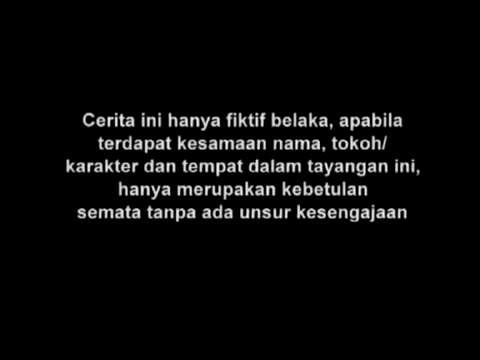 Cerita ini hanya fiktif belaka, apabila
terdapat kesamaan nama, tokoh/
karakter dan tempat dalam tayangan ini,
hanya merupakan kebetulan
semata tanpa ada unsur kesengajaan